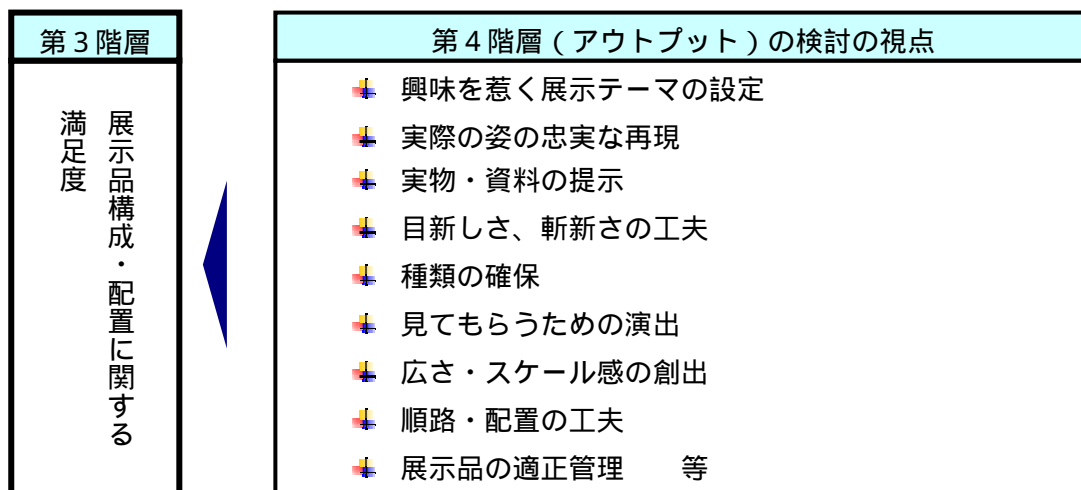 第３階層
展示品構成・配置に関する
満足度
第４階層（アウトプット）の検討の視点
興味を惹く展示テーマの設定
実際の姿の忠実な再現
実物・資料の提示
目新しさ、斬新さの工夫
種類の確保
見てもらうための演出
広さ・スケール感の創出
順路・配置の工夫
展示品の適正管理　　等